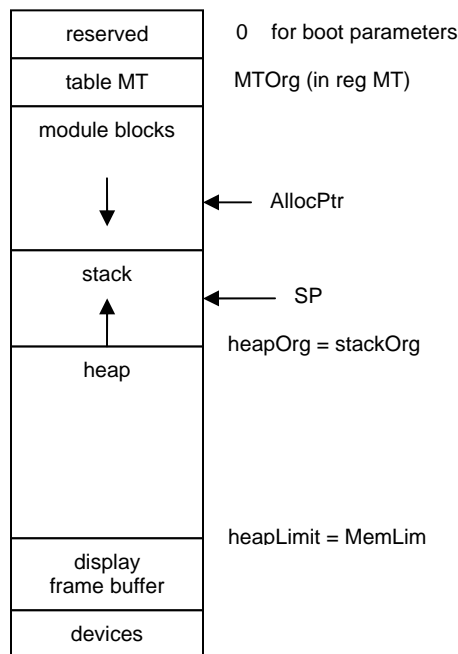 reserved 0 for boot parameters
table MT MTOrg (in reg MT)
module blocks
AllocPtr
stack
SP
heapOrg = stackOrg
heap
heapLimit = MemLim
display
frame buffer
devices